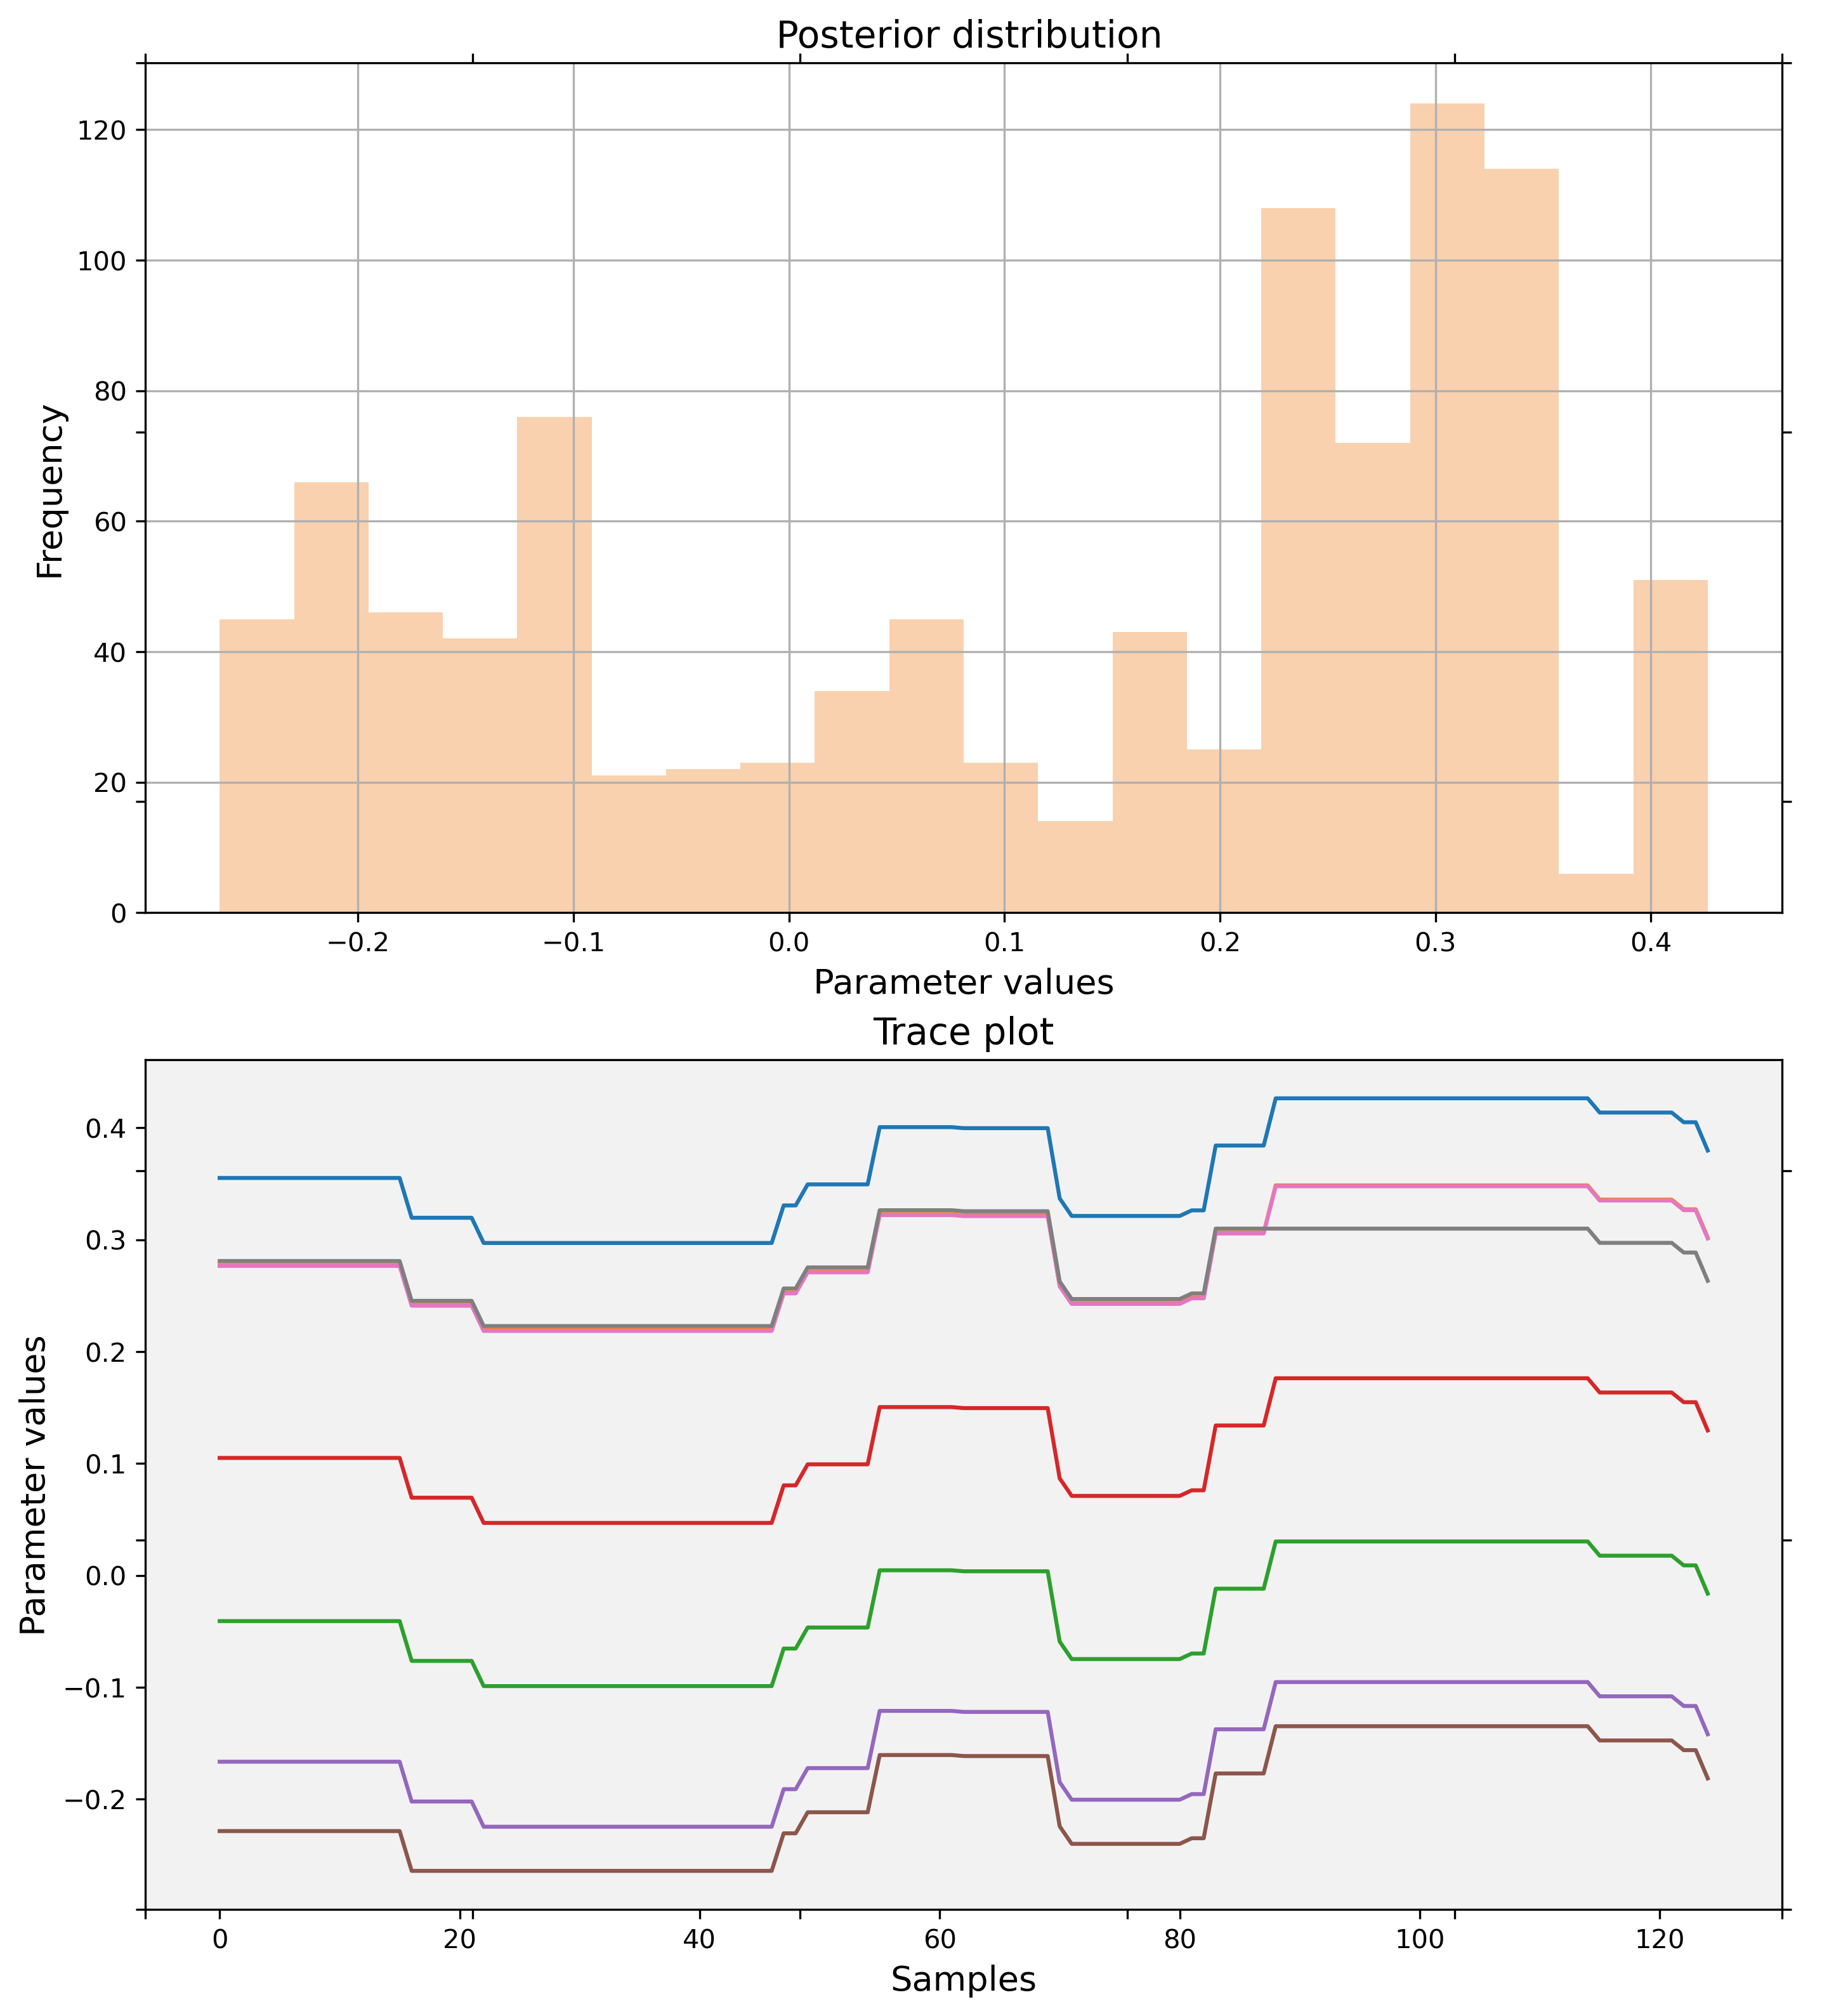 Posterior distribution
120
100
80
60
40
20
0
Frequency
−0.2 −0.1 0.0 0.1 0.2 0.3 0.4
Parameter values
Trace plot
0.4
0.3
0.2
0.1
0.0
−0.1
−0.2
Parameter values
0 20 40 60 80 100 120
Samples